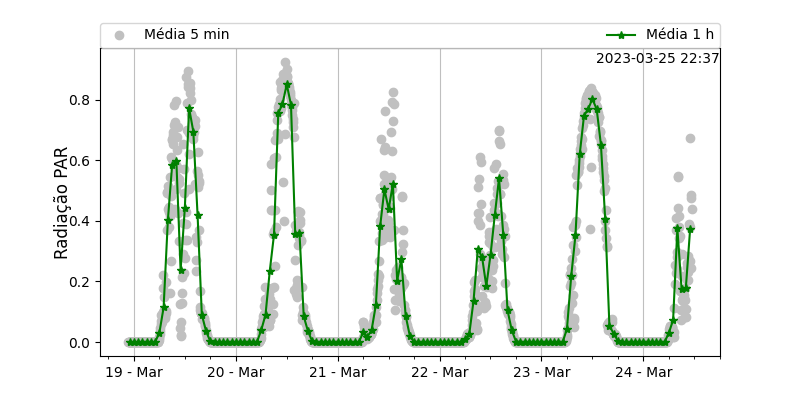 Média 5 min
Média 1 h
2023-03-25 22:37
Radiação PAR
0.8
0.6
0.4
0.2
0.0
19 - Mar
20 - Mar
21 - Mar
22 - Mar
23 - Mar
24 - Mar